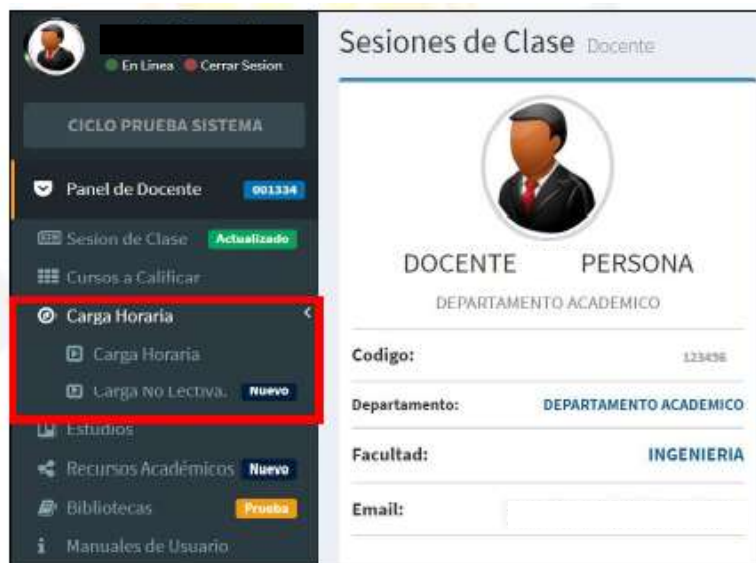 En Linea Cerrar Sesion
CICLO PRUEBA SISTEMA
Panel de Docente 001334
Sesion de Clase Actualizado
Cursos a Calificar
Carga Horaria
Carga Horaria
Carga No Lectiva. Nuevo
Estudios
Recursos Académicos Nuevo
Bibliotecas Prueba
Manuales de Usuario
Sesiones de Clase Docente
DOCENTE PERSONA
DEPARTAMENTO ACADEMICO
Codigo: 123456
Departamento: DEPARTAMENTO ACADEMICO
Facultad: INGENIERIA
Email: